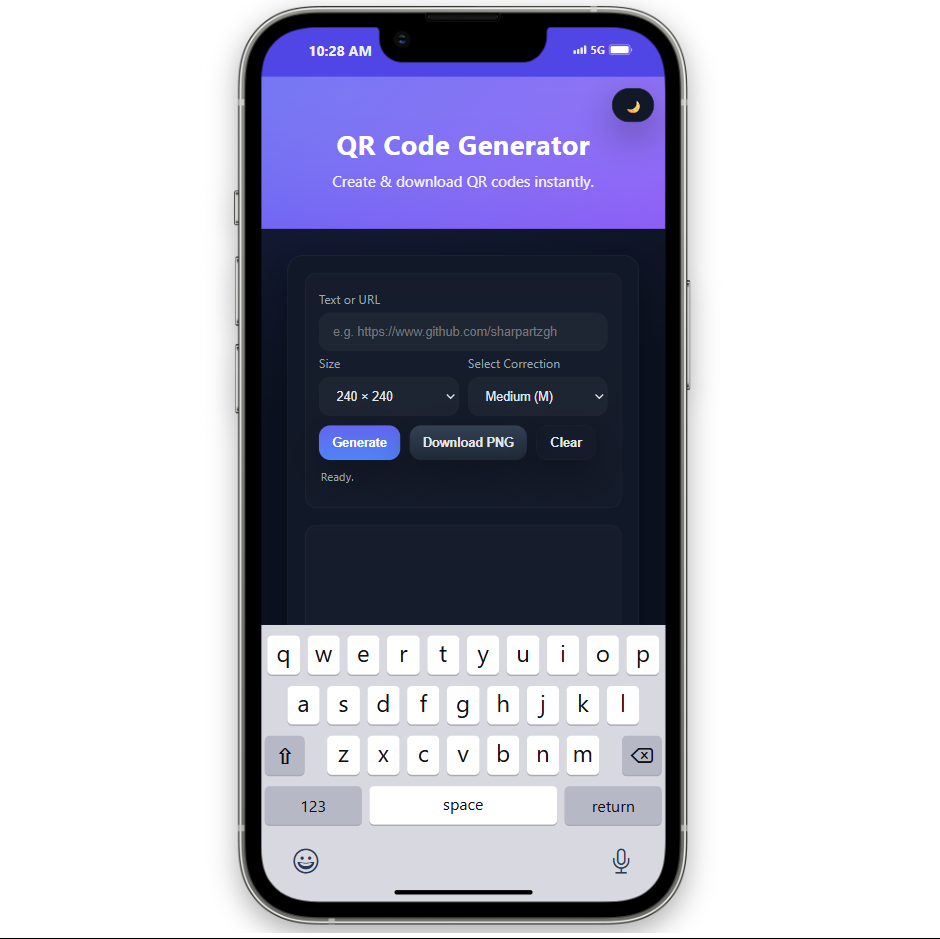 10:28 AM 5G
QR Code Generator
Create & download QR codes instantly.
Text or URL
e.g. https://www.github.com/sharpartzgh
Size Select Correction
240 × 240 Medium (M)
Generate Download PNG Clear
Ready.
q w e r t y u i o p
a s d f g h j k l
z x c v b n m
123 space return